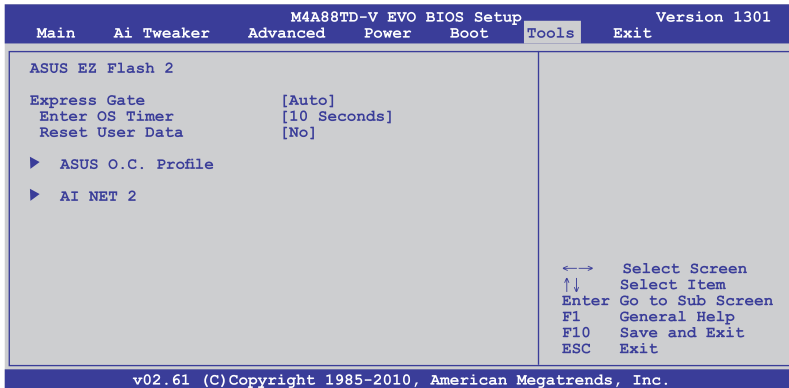 M4A88TD-V EVO BIOS Setup Version 1301
Main Ai Tweaker Advanced Power Boot Tools Exit
ASUS EZ Flash 2
Express Gate [Auto]
Enter OS Timer [10 Seconds]
Reset User Data [No]
▶ ASUS O.C. Profile
▶ AI NET 2
←→ Select Screen
↑↓ Select Item
Enter Go to Sub Screen
F1 General Help
F10 Save and Exit
ESC Exit
v02.61 (C)Copyright 1985-2010, American Megatrends, Inc.